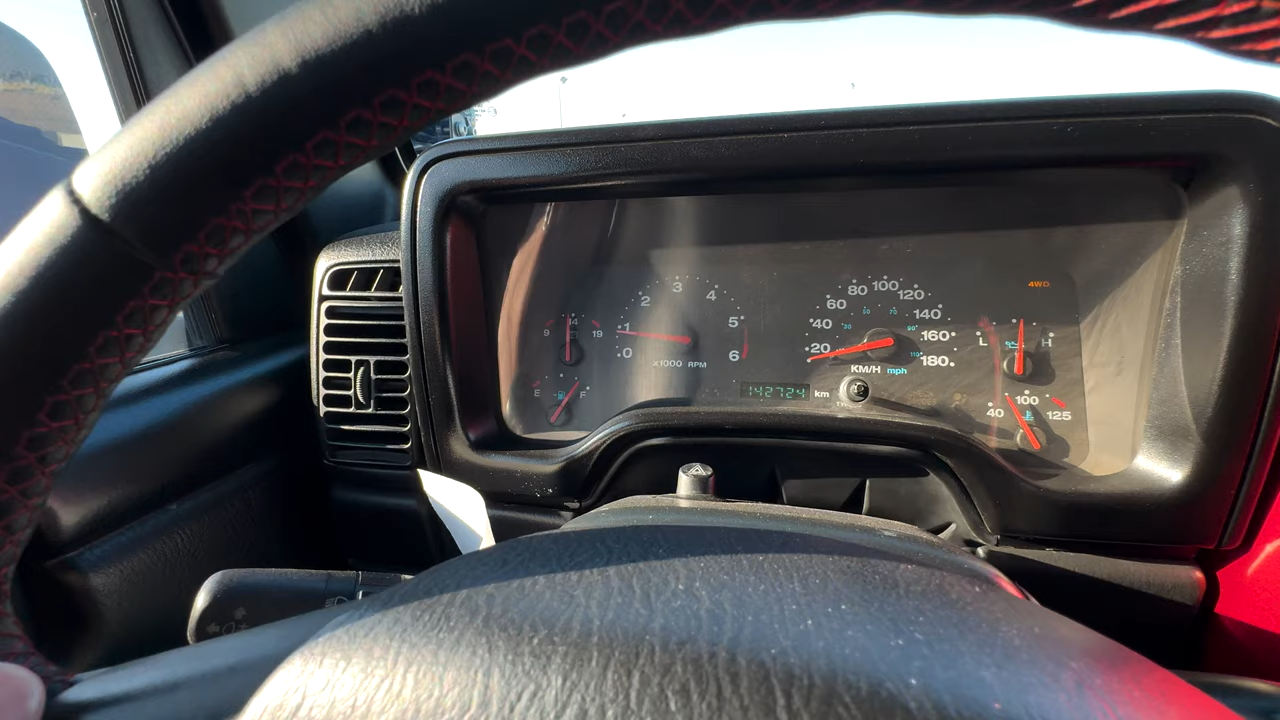 9 14 19
E F
0 1 2 3 4 5 6
x1000 RPM
20 40 60 80 100 120 140 160 180
KM/H mph
142724 km
4WD
L H
40 100 125